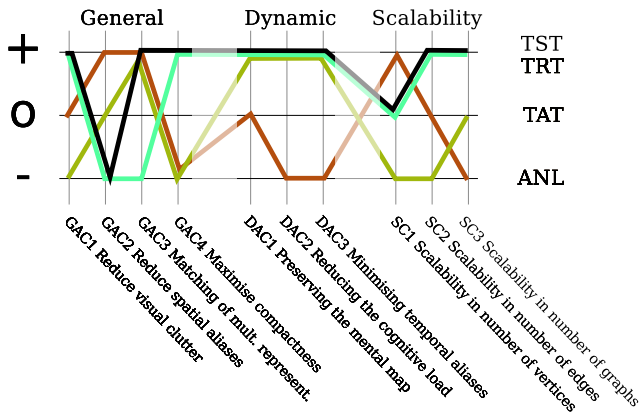 General Dynamic Scalability
+ TST
TRT
O TAT
- ANL
GAC1 Reduce visual clutter
GAC2 Reduce spatial aliases
GAC3 Matching of mult. represent.
GAC4 Maximise compactness
DAC1 Preserving the mental map
DAC2 Reducing the cognitive load
DAC3 Minimising temporal aliases
SC1 Scalability in number of vertices
SC2 Scalability in number of edges
SC3 Scalability in number of graphs